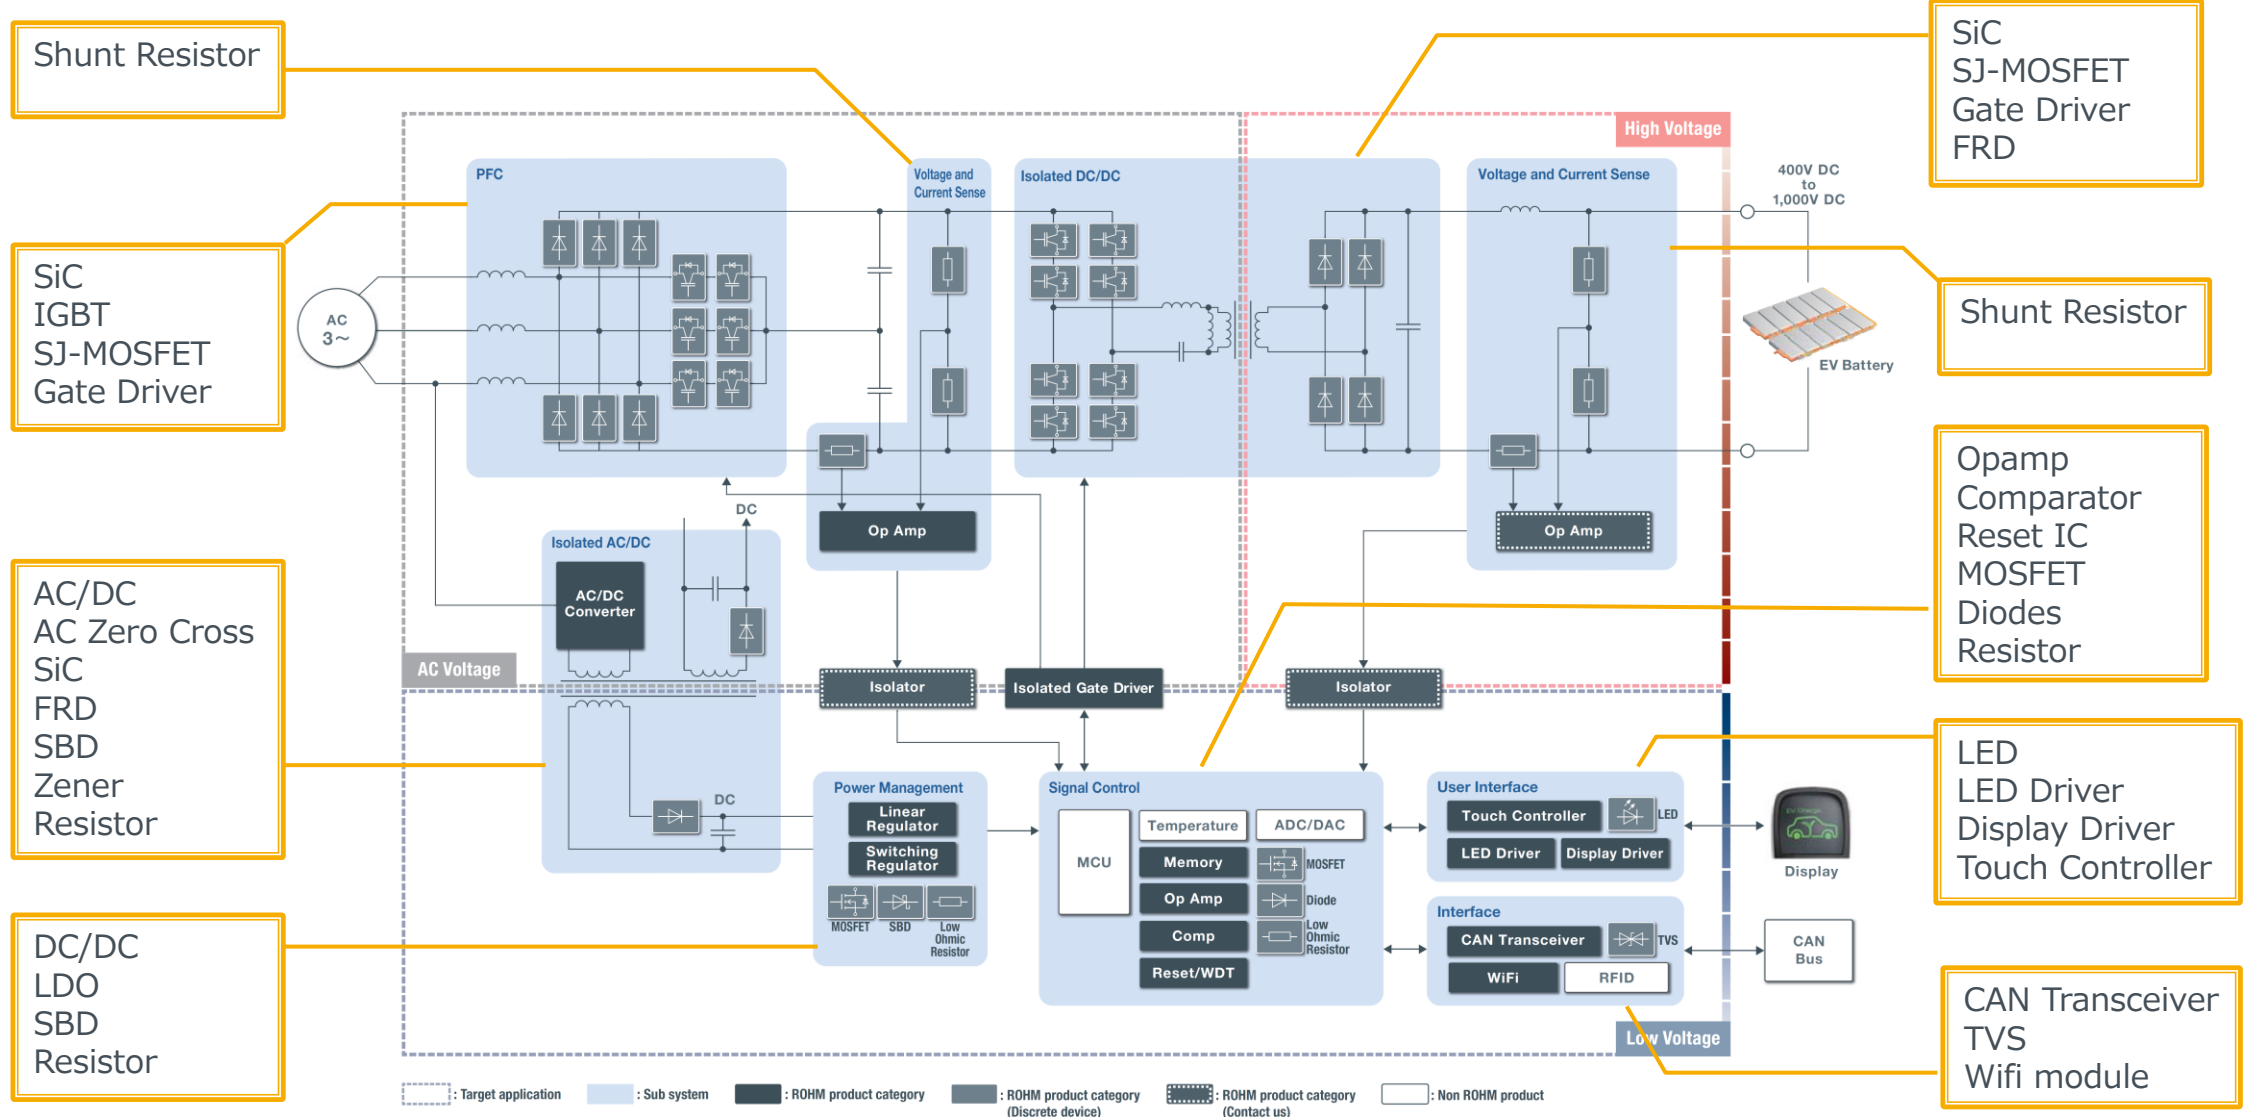 Shunt Resistor
SiC
SJ-MOSFET
Gate Driver
FRD
High Voltage
PFC
Voltage and
Current Sense
Isolated DC/DC
Voltage and Current Sense
400V DC
to
1,000V DC
SiC
IGBT
SJ-MOSFET
Gate Driver
AC
3~
Shunt Resistor
EV Battery
Opamp
Comparator
Reset IC
MOSFET
Diodes
Resistor
DC
Op Amp
Op Amp
Isolated AC/DC
AC/DC
Converter
AC/DC
AC Zero Cross
SiC
FRD
SBD
Zener
Resistor
AC Voltage
Isolator
Isolated Gate Driver
Isolator
LED
LED Driver
Display Driver
Touch Controller
DC
Power Management
Linear
Regulator
Switching
Regulator
MOSFET
SBD
Low
Ohmic
Resistor
Signal Control
MCU
Temperature
ADC/DAC
Memory
MOSFET
Op Amp
Diode
Comp
Low
Ohmic
Resistor
Reset/WDT
User Interface
Touch Controller
LED
LED Driver
Display Driver
EV Charge
Display
Interface
CAN Transceiver
TVS
WiFi
RFID
CAN
Bus
DC/DC
LDO
SBD
Resistor
CAN Transceiver
TVS
Wifi module
Low Voltage
: Target application
: Sub system
: ROHM product category
: ROHM product category
(Discrete device)
: ROHM product category
(Contact us)
: Non ROHM product